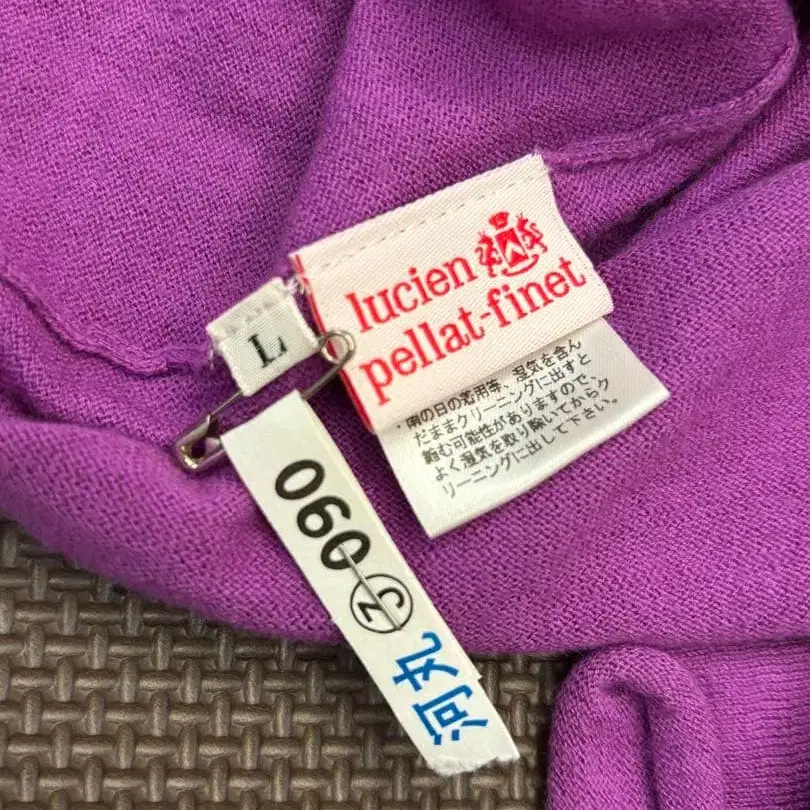 lucien
pellat-finet
L
・雨の日の着用等、湿気を含ん
だままクリーニングに出すと
縮む可能性がありますので、
よく湿気を取り除いてからク
リーニングに出して下さい。
060
河丸